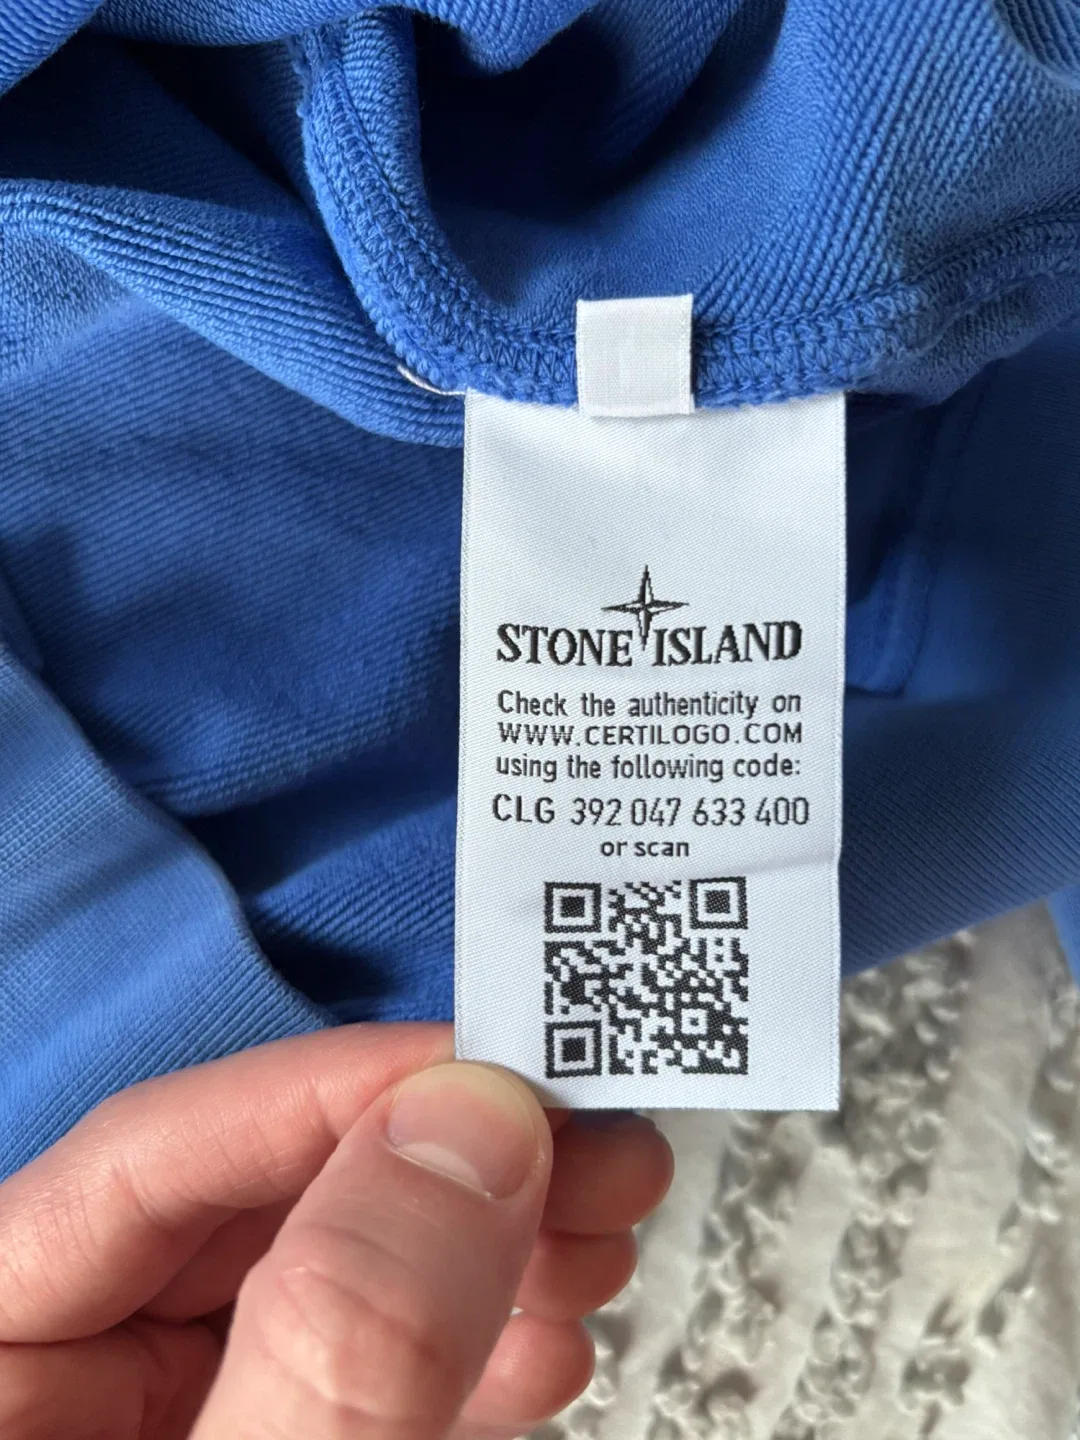 STONE ISLAND
Check the authenticity on
WWW.CERTILOGO.COM
using the following code:
CLG 392 047 633 400
or scan